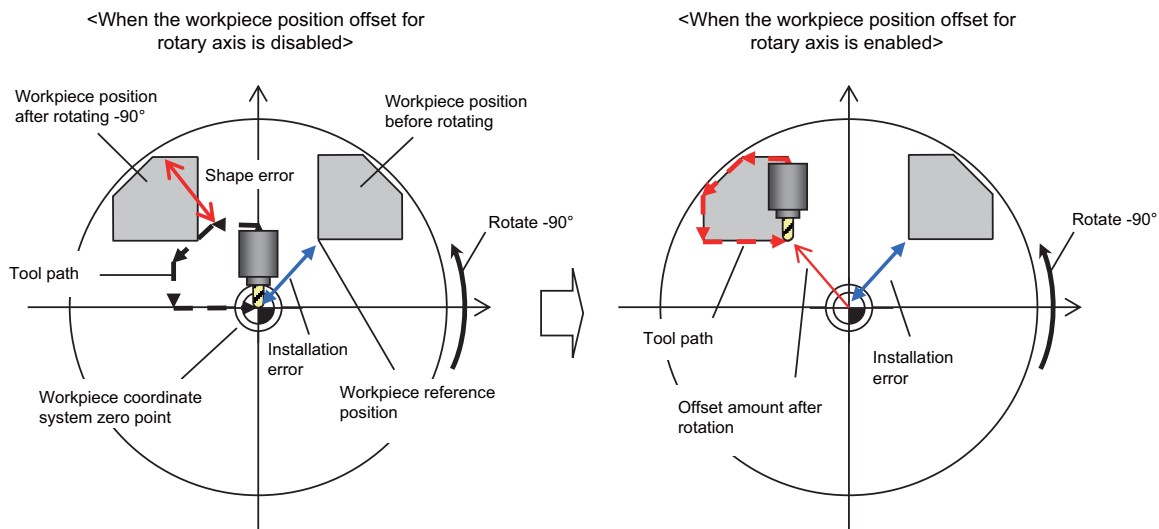 <When the workpiece position offset for
rotary axis is disabled>
Workpiece position
after rotating -90°
Workpiece position
before rotating
Shape error
Rotate -90°
Tool path
Installation
error
Workpiece coordinate
system zero point
Workpiece reference
position
<When the workpiece position offset for
rotary axis is enabled>
Rotate -90°
Tool path
Installation
error
Offset amount after
rotation